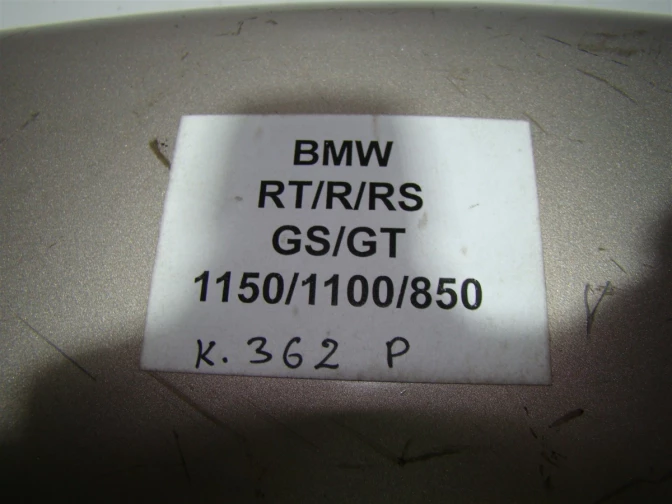 BMW
RT/R/RS
GS/GT
1150/1100/850
K. 362 P